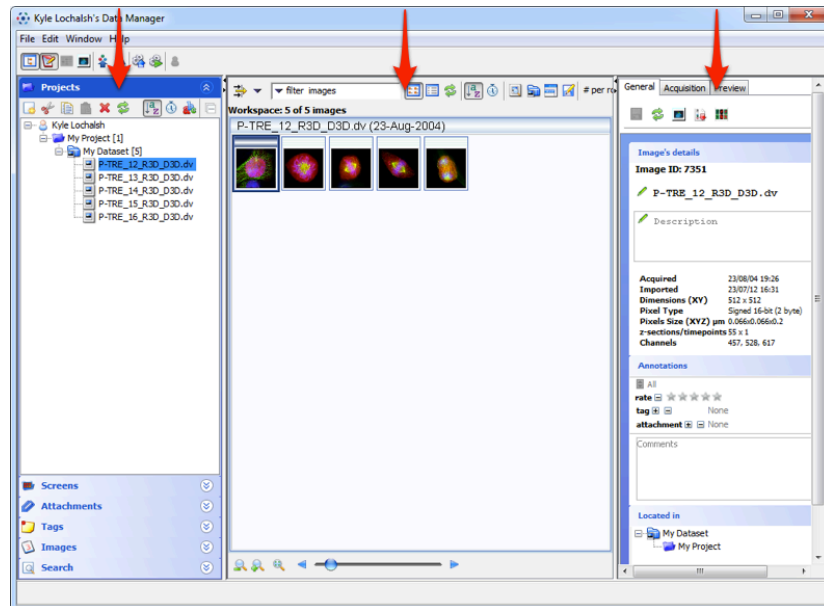 Kyle Lochalsh's Data Manager
File Edit Window Help
Projects
Kyle Lochalsh
My Project [1]
My Dataset [5]
P-TRE_12_R3D_D3D.dv
P-TRE_13_R3D_D3D.dv
P-TRE_14_R3D_D3D.dv
P-TRE_15_R3D_D3D.dv
P-TRE_16_R3D_D3D.dv
Screens
Attachments
Tags
Images
Search
filter images
# per ro
Workspace: 5 of 5 images
P-TRE_12_R3D_D3D.dv (23-Aug-2004)
General Acquisition Preview
Image's details
Image ID: 7351
P-TRE_12_R3D_D3D.dv
Description
Acquired 23/08/04 19:26
Imported 23/07/12 16:31
Dimensions (XY) 512 x 512
Pixel Type Signed 16-bit (2 byte)
Pixels Size (XYZ) µm 0.066x0.066x0.2
z-sections/timepoints 55 x 1
Channels 457, 528, 617
Annotations
All
rate
tag None
attachment None
Comments
Located in
My Dataset
My Project